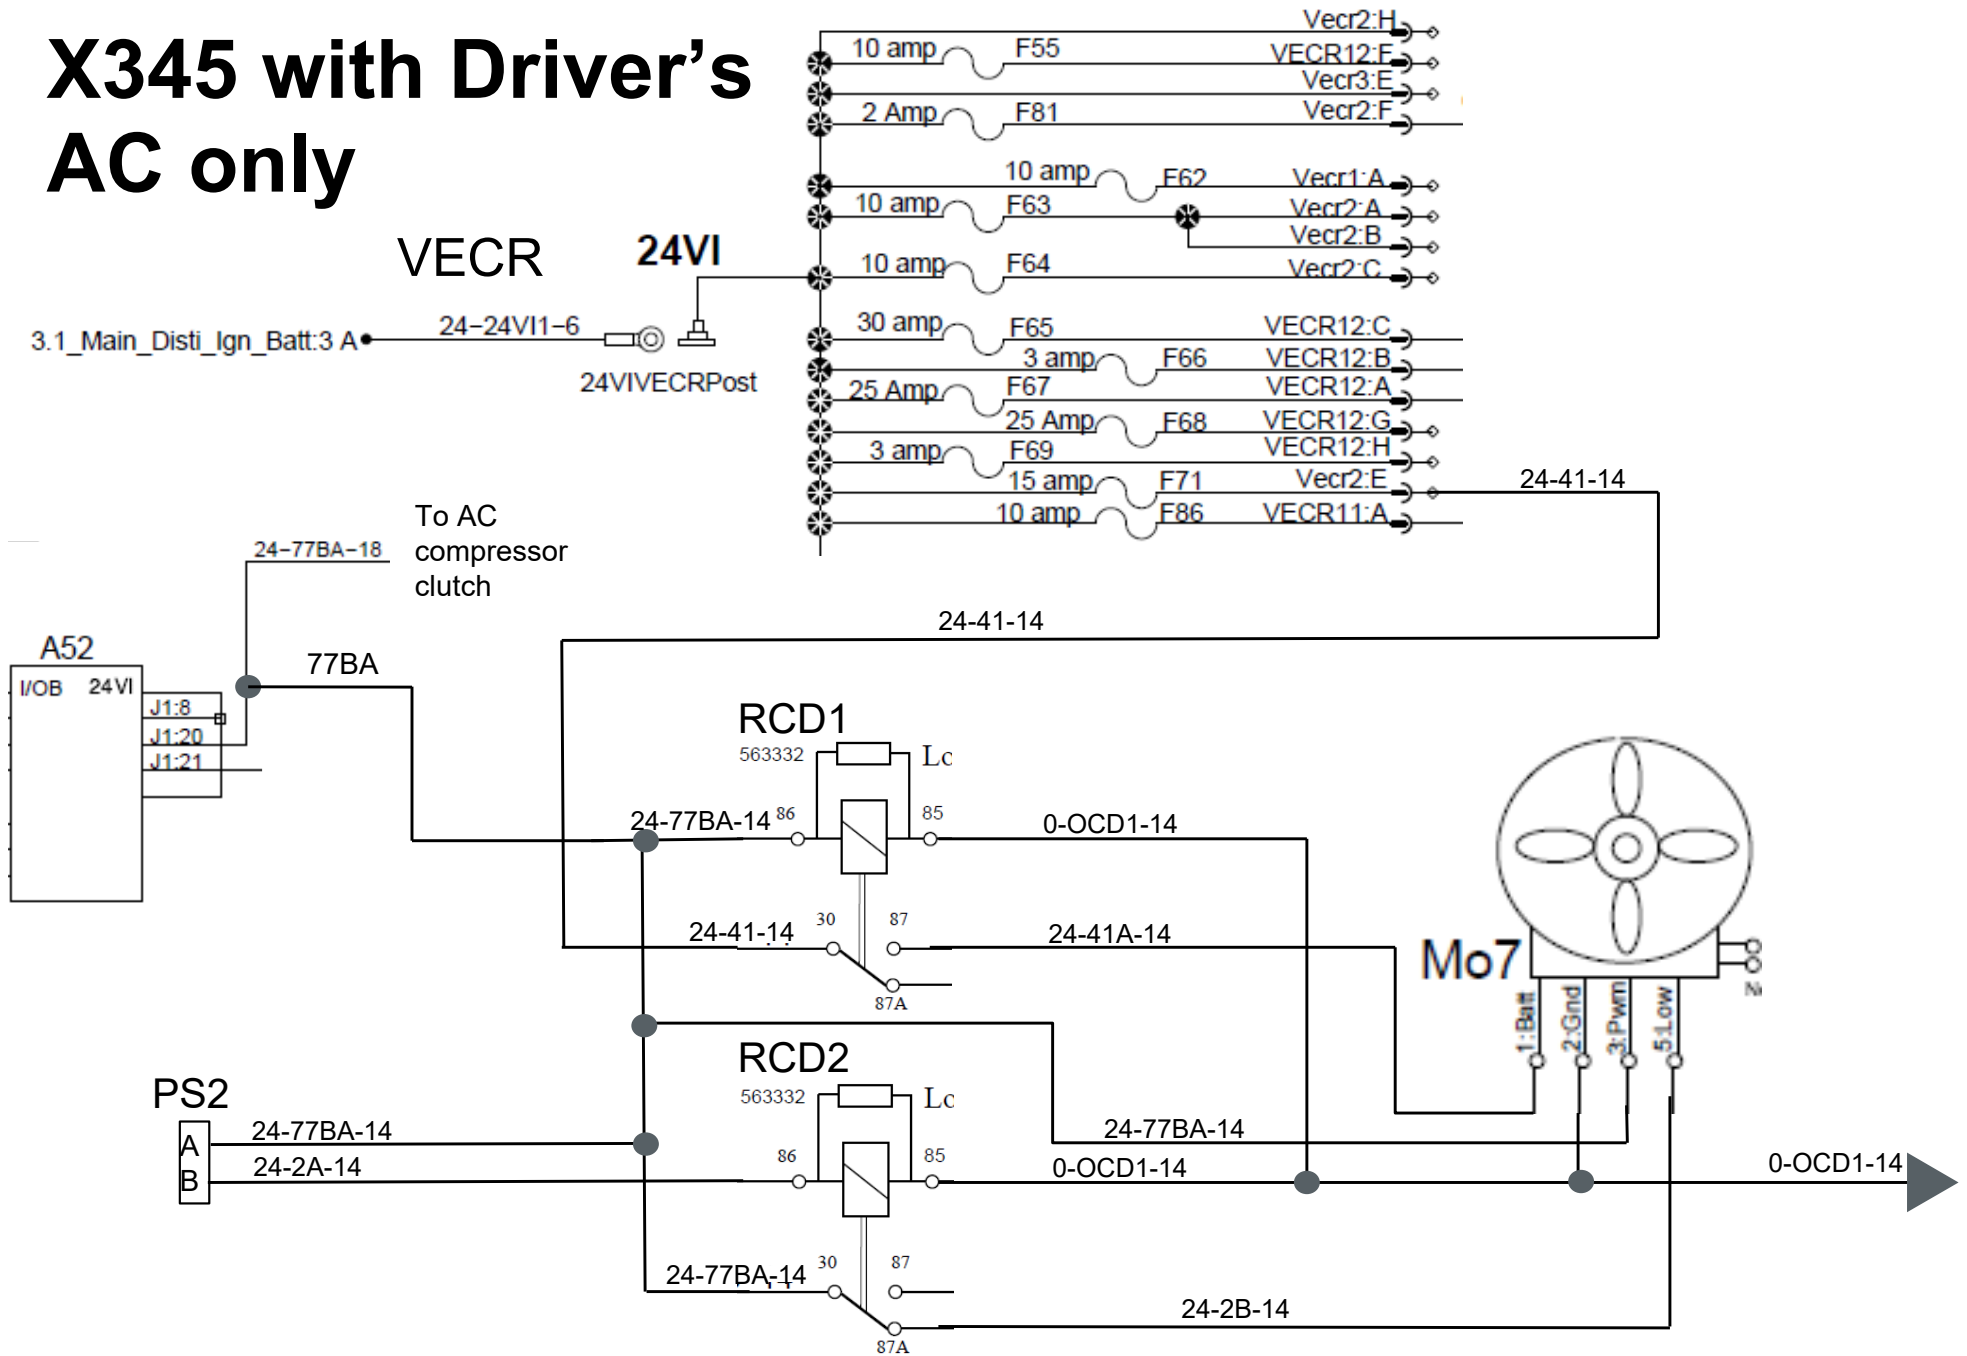 X345 with Driver’s
AC only
VECR
24VI
3.1_Main_Disti_Ign_Batt:3 A
24−24VI1−6
24VIVECRPost
Vecr2:H
10 amp F55 VECR12:F
Vecr3:E
2 Amp F81 Vecr2:F
10 amp F62 Vecr1:A
10 amp F63 Vecr2:A
Vecr2:B
10 amp F64 Vecr2:C
30 amp F65 VECR12:C
3 amp F66 VECR12:B
25 Amp F67 VECR12:A
25 Amp F68 VECR12:G
3 amp F69 VECR12:H
15 amp F71 Vecr2:E
10 amp F86 VECR11:A
24-41-14
To AC
compressor
clutch
24−77BA−18
24-41-14
A52
I/OB 24VI
J1:8
J1:20
J1:21
77BA
RCD1
563332 Lc
24-77BA-14 86 85 0-OCD1-14
24-41-14 30 87 24-41A-14
87A
Mo7
1:Batt
2:Gnd
3:Pwm
5:Low
RCD2
563332 Lc
PS2
A 24-77BA-14
B 24-2A-14
86 85
24-77BA-14
0-OCD1-14
0-OCD1-14
24-77BA-14 30 87
87A
24-2B-14